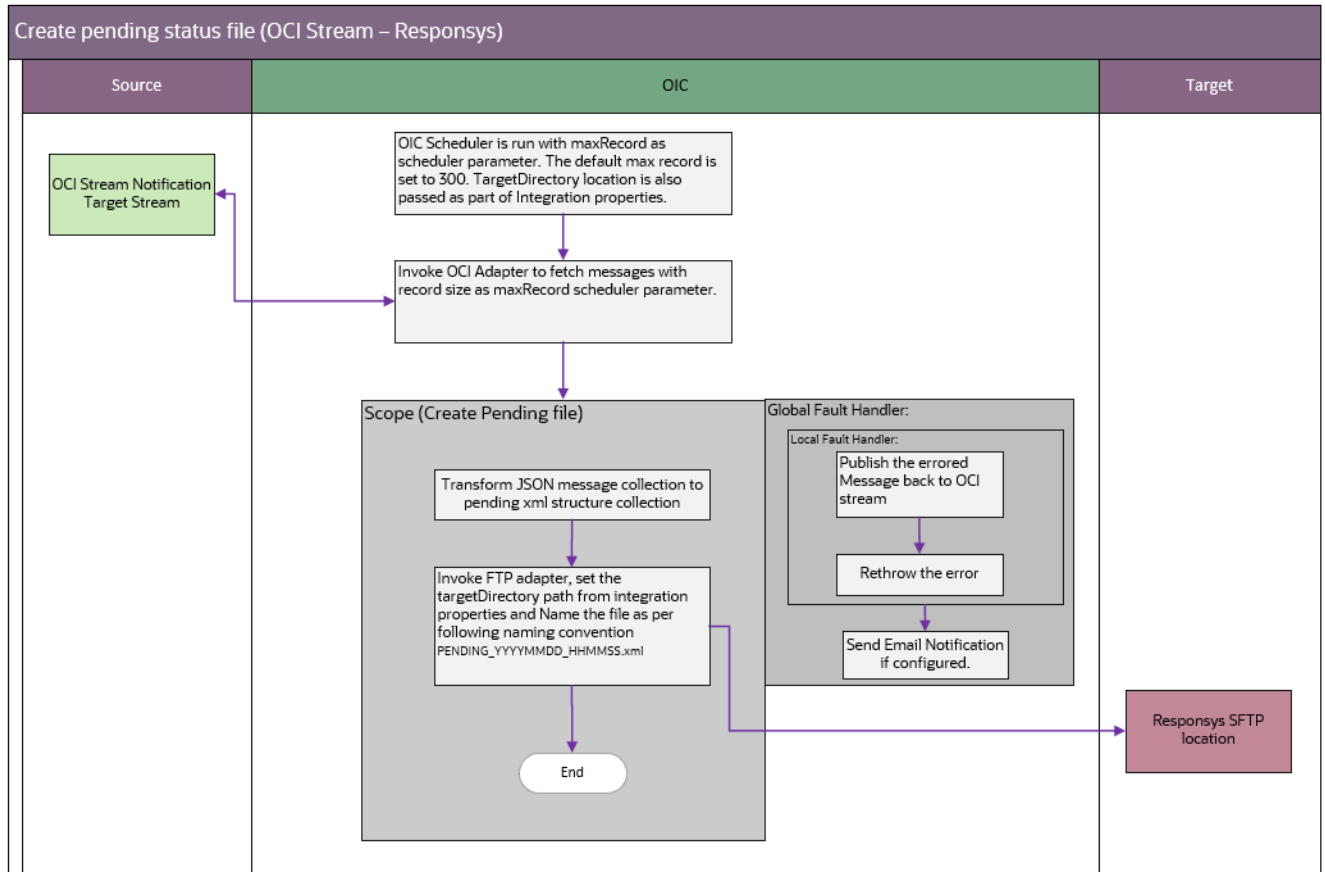 Create pending status file (OCI Stream – Responsys)
Source
OIC
Target
OIC Scheduler is run with maxRecord as
scheduler parameter. The default max record is
set to 300. TargetDirectory location is also
passed as part of Integration properties.
OCI Stream Notification
Target Stream
Invoke OCI Adapter to fetch messages with
record size as maxRecord scheduler parameter.
Scope (Create Pending file)
Transform JSON message collection to
pending xml structure collection
Invoke FTP adapter, set the
targetDirectory path from integration
properties and Name the file as per
following naming convention
PENDING_YYYYMMDD_HHMMSS.xml
End
Global Fault Handler:
Local Fault Handler:
Publish the errored
Message back to OCI
stream
Rethrow the error
Send Email Notification
if configured.
Responsys SFTP
location